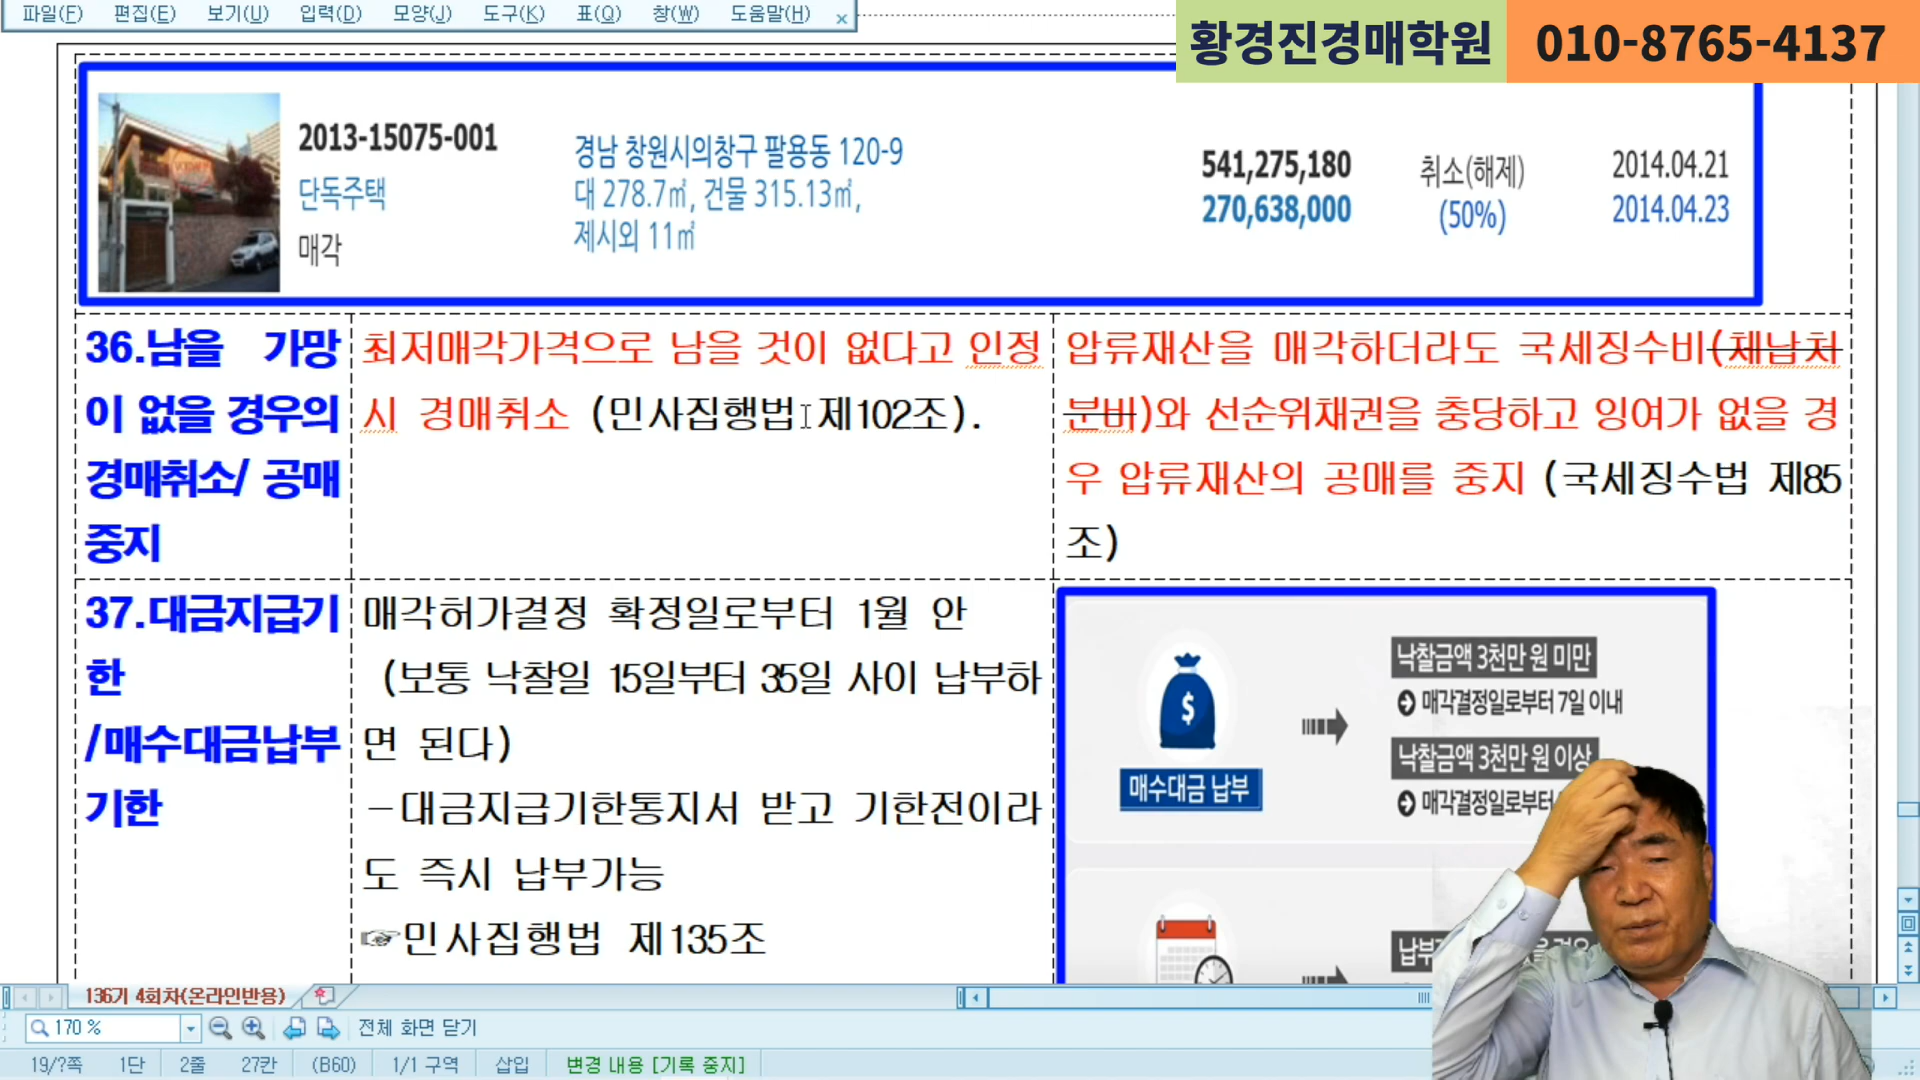 파일(F) 편집(E) 보기(U) 입력(D) 모양(J) 도구(K) 표(Q) 창(W) 도움말(H) x
황경진경매학원 010-8765-4137
2013-15075-001
단독주택
매각
경남 창원시의창구 팔용동 120-9
대 278.7㎡, 건물 315.13㎡,
제시외 11㎡
541,275,180
270,638,000
취소(해제)
(50%)
2014.04.21
2014.04.23
36.남을 가망
이 없을 경우의
경매취소/ 공매
중지
최저매각가격으로 남을 것이 없다고 인정
시 경매취소 (민사집행법 제102조).
압류재산을 매각하더라도 국세징수비(체납처
분비)와 선순위채권을 충당하고 잉여가 없을 경
우 압류재산의 공매를 중지 (국세징수법 제85
조)
37.대금지급기
한
/매수대금납부
기한
매각허가결정 확정일로부터 1월 안
(보통 낙찰일 15일부터 35일 사이 납부하
면 된다)
-대금지급기한통지서 받고 기한전이라
도 즉시 납부가능
☞민사집행법 제135조
$
매수대금 납부
낙찰금액 3천만 원 미만
매각결정일로부터 7일 이내
낙찰금액 3천만 원 이상
매각결정일로부터
136기 4회차(온라인반용)
170 %
전체 화면 닫기
19/?쪽 1단 2줄 27칸 (B60) 1/1 구역 삽입 변경 내용 [기록 중지]